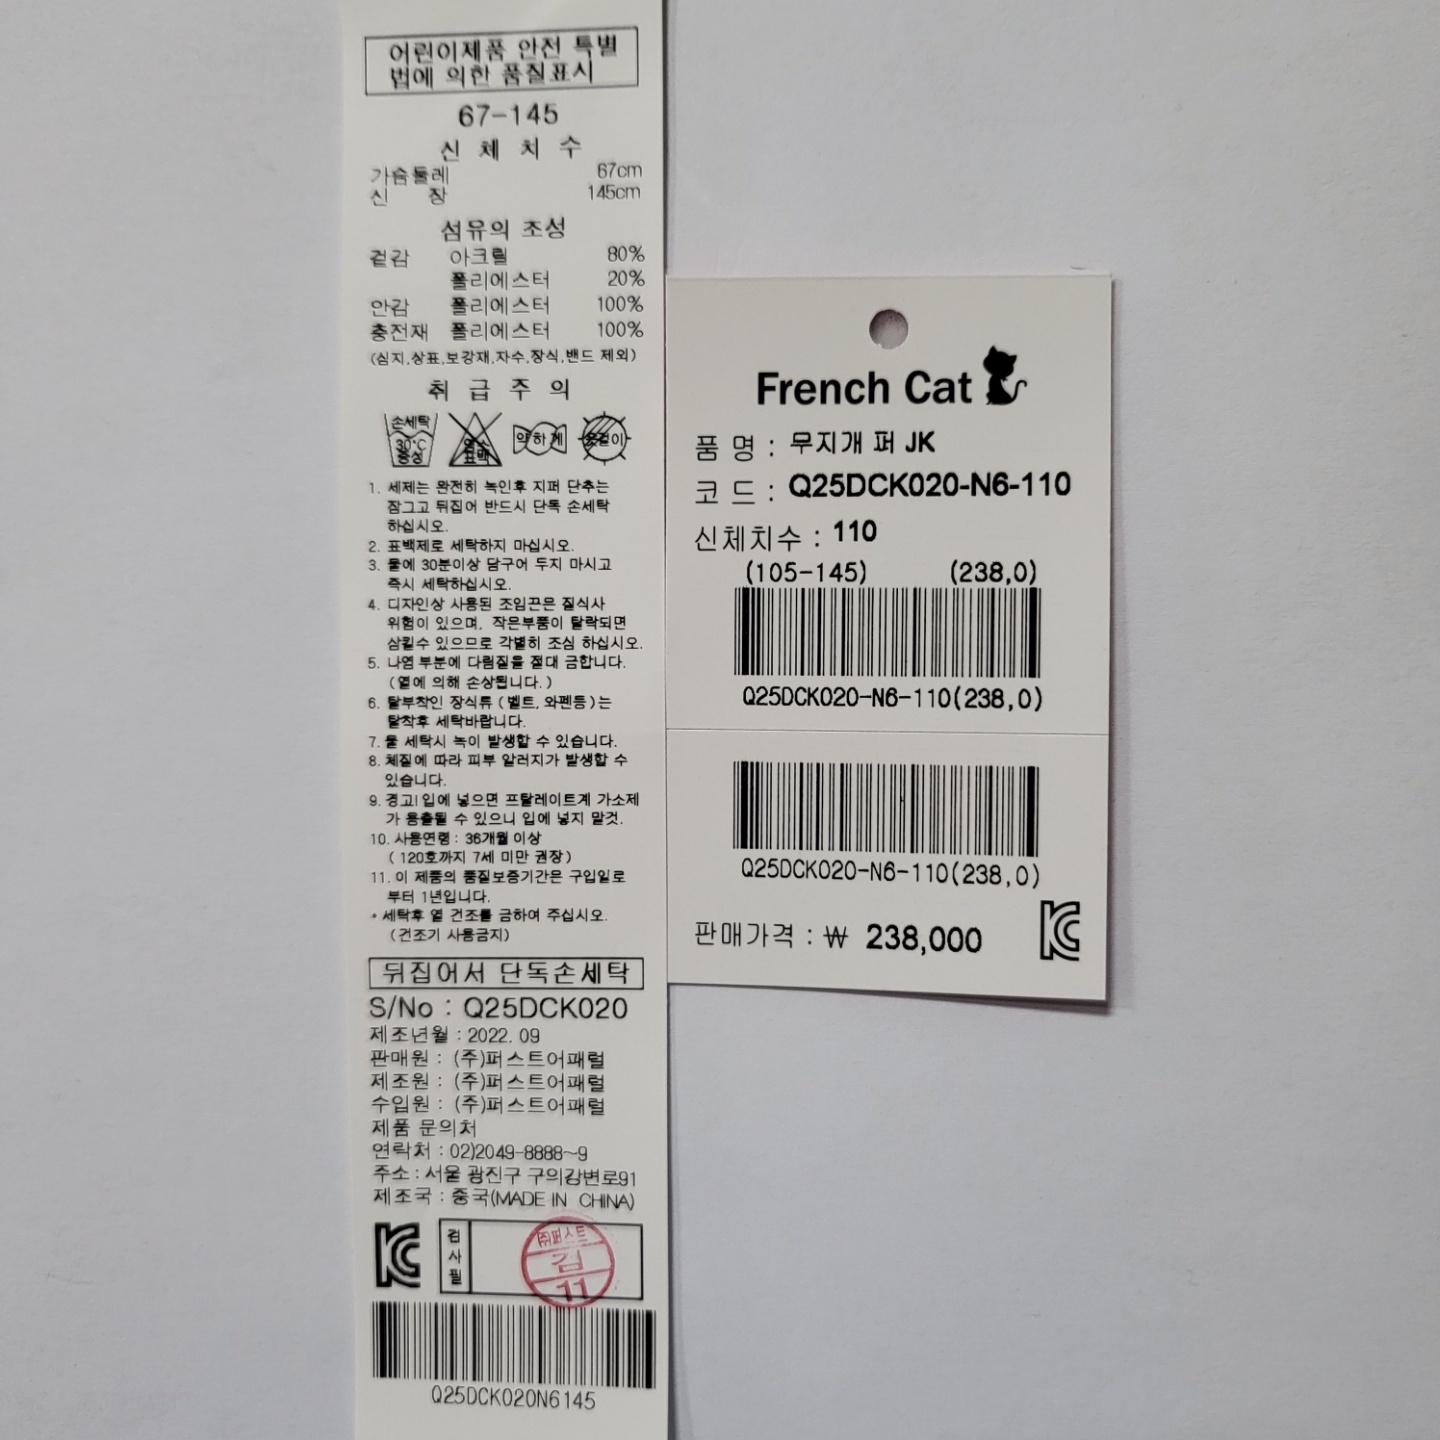 어린이제품 안전 특별
법에 의한 품질표시
67-145
신 체 치 수
가슴둘레 67cm
신 장 145cm
섬유의 조성
겉감 아크릴 80%
폴리에스터 20%
안감 폴리에스터 100%
충전재 폴리에스터 100%
(심지,상표,보강재,자수,장식,밴드 제외)
취 급 주 의
손세탁
30℃
중성
염소
표백
약하게
옷걸이
1. 세제는 완전히 녹인후 지퍼 단추는
잠그고 뒤집어 반드시 단독 손세탁
하십시오.
2. 표백제로 세탁하지 마십시오.
3. 물에 30분이상 담구어 두지 마시고
즉시 세탁하십시오.
4. 디자인상 사용된 조임끈은 질식사
위험이 있으며, 작은부품이 탈락되면
삼킬수 있으므로 각별히 조심 하십시오.
5. 나염 부분에 다림질을 절대 금합니다.
(열에 의해 손상됩니다.)
6. 탈부착인 장식류 (벨트, 와펜등)는
탈착후 세탁바랍니다.
7. 물 세탁시 녹이 발생할 수 있습니다.
8. 체질에 따라 피부 알러지가 발생할 수
있습니다.
9. 경고! 입에 넣으면 프탈레이트계 가소제
가 용출될 수 있으니 입에 넣지 말것.
10. 사용연령 : 36개월 이상
( 120호까지 7세 미만 권장)
11. 이 제품의 품질보증기간은 구입일로
부터 1년입니다.
* 세탁후 열 건조를 금하여 주십시오.
(건조기 사용금지)
뒤집어서 단독손세탁
S/No : Q25DCK020
제조년월 : 2022. 09
판매원 : (주)퍼스트어패럴
제조원 : (주)퍼스트어패럴
수입원 : (주)퍼스트어패럴
제품 문의처
연락처 : 02)2049-8888~9
주소 : 서울 광진구 구의강변로91
제조국 : 중국(MADE IN CHINA)
KC
검사필
㈜퍼스트
검
11
Q25DCK020N6145
French Cat
품 명 : 무지개 퍼 JK
코 드 : Q25DCK020-N6-110
신체치수 : 110
(105-145) (238,0)
Q25DCK020-N6-110(238,0)
Q25DCK020-N6-110(238,0)
판매가격 : ₩ 238,000
KC